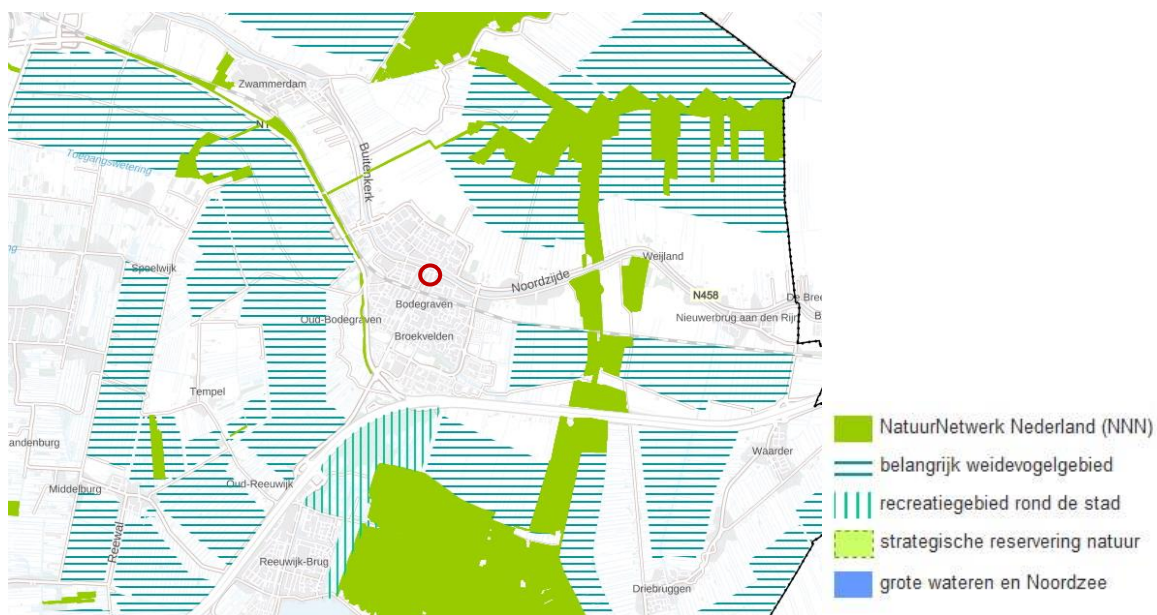 Zwammerdam
N1
Toegangswetering
Buitenkerk
Spoelwijk
Weijland
Noordzijde
N458
De Bree
Bodegraven
Nieuwerbrug aan den Rijn
B
Oud-Bodegraven
Broekvelden
Tempel
andenburg
Waarder
Middelburg
Oud-Reeuwijk
Reewal
Reeuwijk-Brug
Driebruggen
NatuurNetwerk Nederland (NNN)
belangrijk weidevogelgebied
recreatiegebied rond de stad
strategische reservering natuur
grote wateren en Noordzee